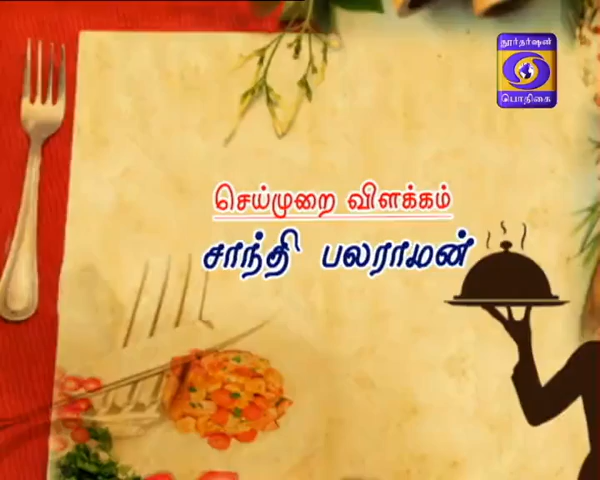 தூர்தர்ஷன்
பொதிகை
செய்முறை விளக்கம்
சாந்தி பலராமன்